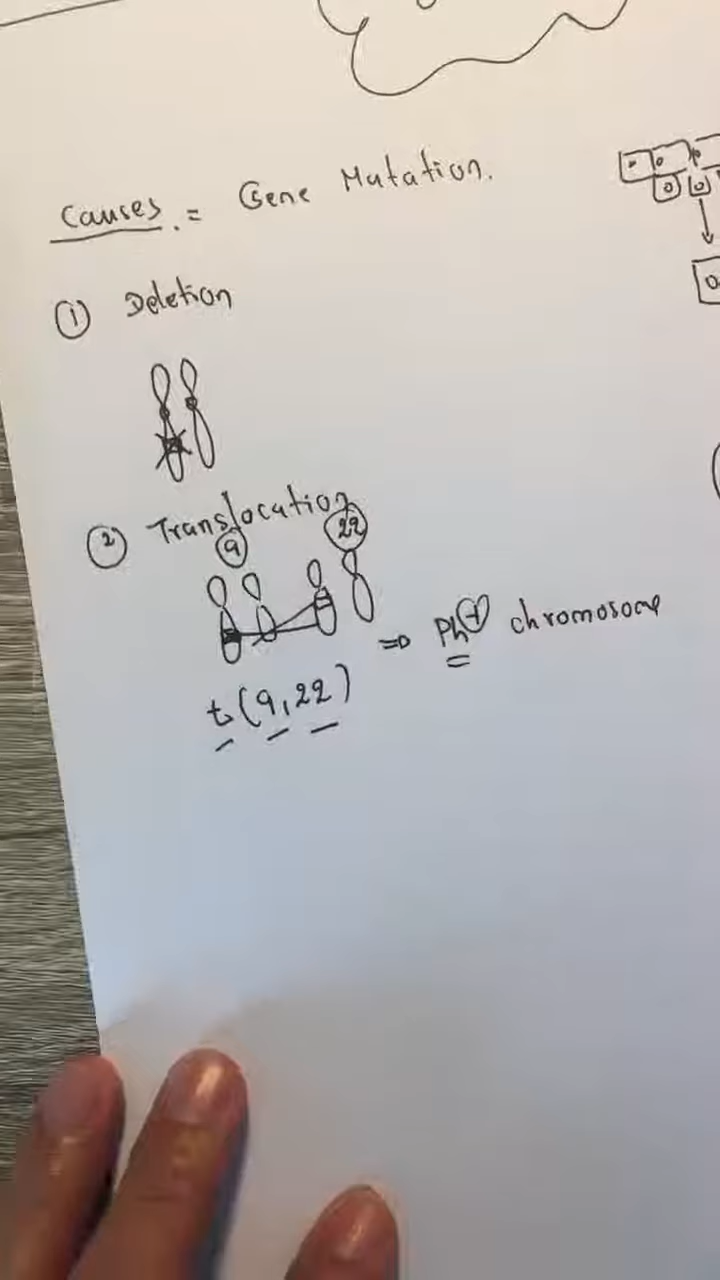 Causes. = Gene Mutation.
① Deletion
② Translocation
9 22
⇒ Ph⊕ chromosome
t(9,22)